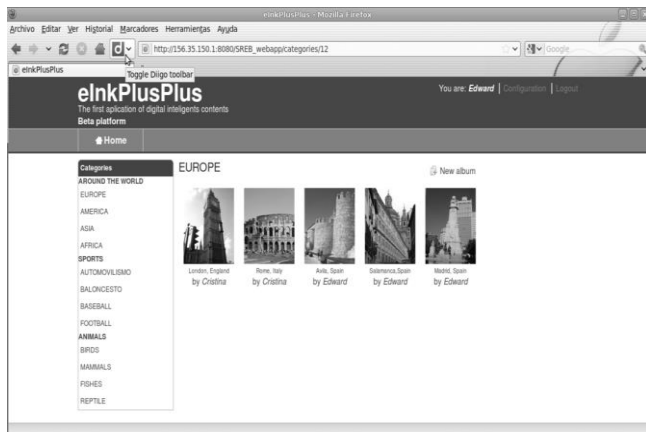 eInkPlusPlus - Mozilla Firefox
Archivo Editar Ver Historial Marcadores Herramientas Ayuda
http://156.35.150.1:8080/SREB_webapp/categories/12
Google
eInkPlusPlus
Toggle Diigo toolbar
eInkPlusPlus
The first aplication of digital inteligents contents
Beta platform
You are: Edward | Configuration | Logout
Home
Categories
AROUND THE WORLD
EUROPE
AMERICA
ASIA
AFRICA
SPORTS
AUTOMOVILISMO
BALONCESTO
BASEBALL
FOOTBALL
ANIMALS
BIRDS
MAMMALS
FISHES
REPTILE
EUROPE
New album
London, England
by Cristina
Rome, Italy
by Cristina
Avila, Spain
by Edward
Salamanca,Spain
by Edward
Madrid, Spain
by Edward